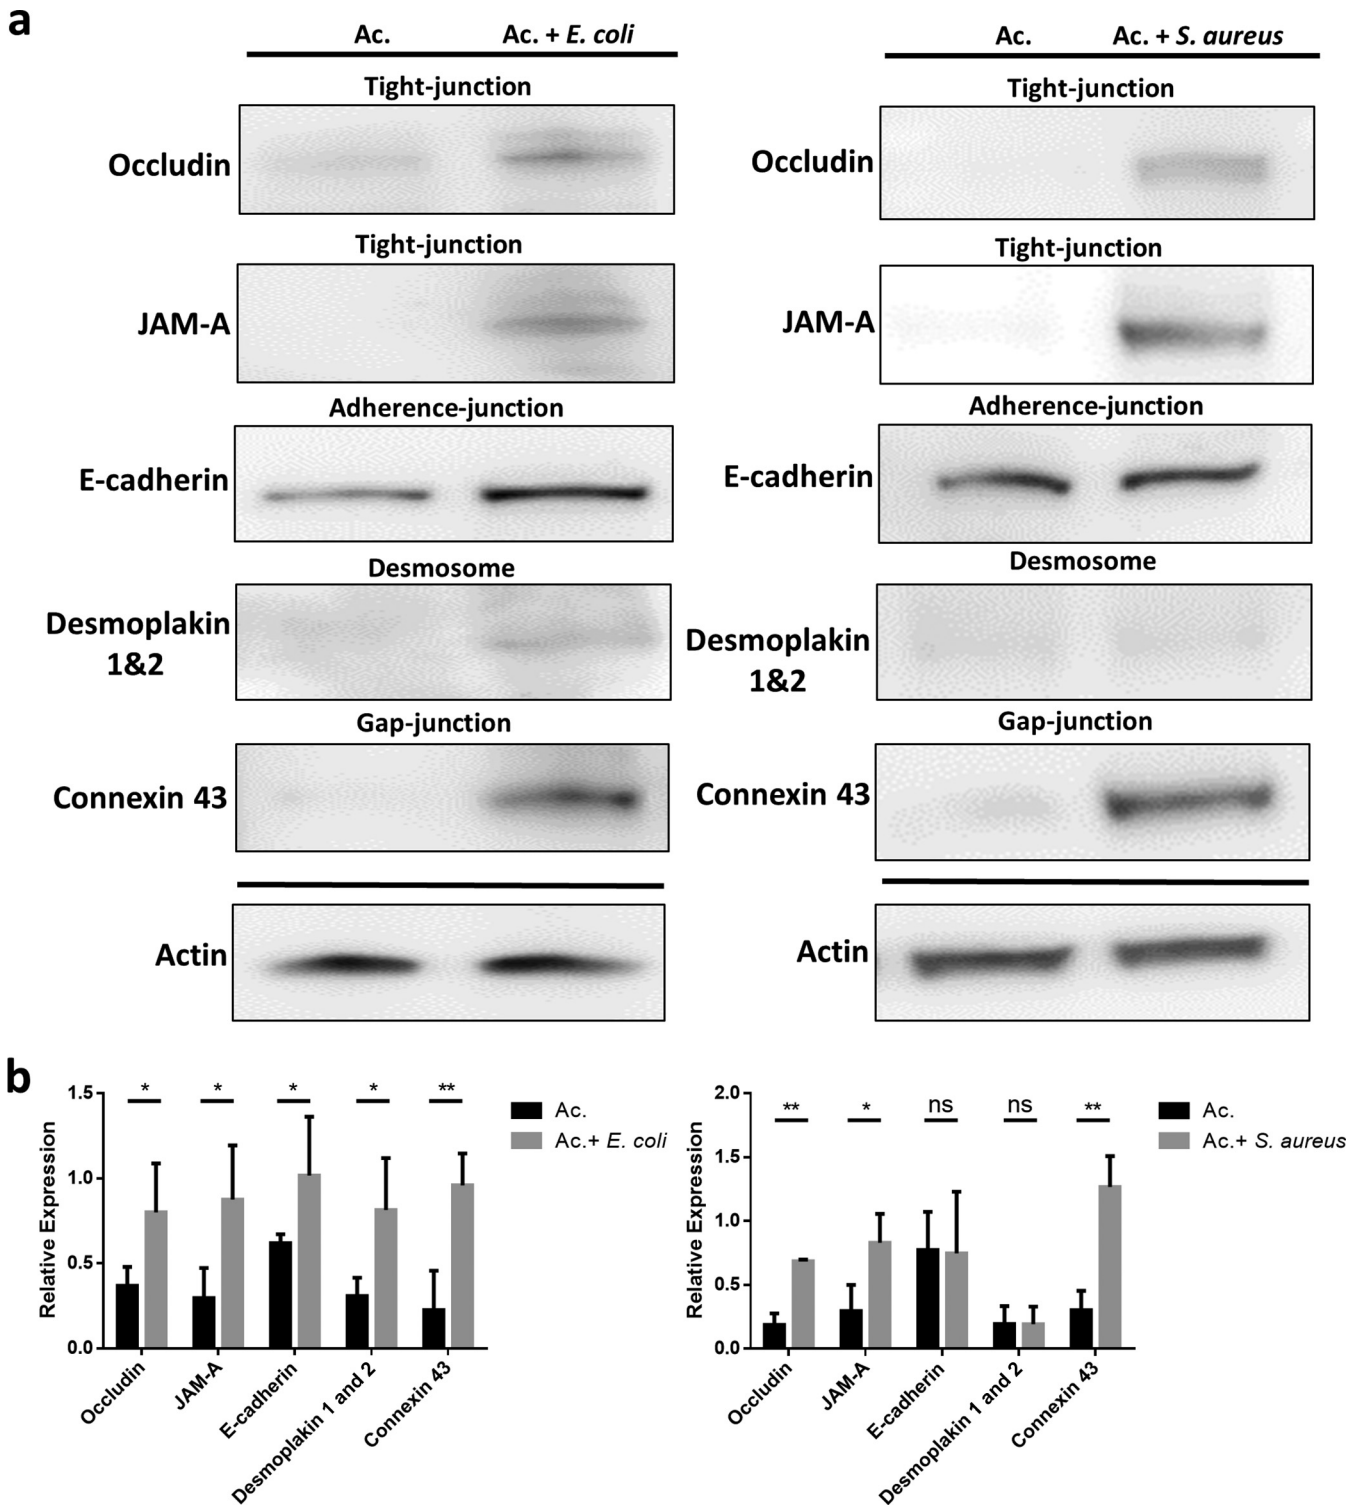 a
Ac. Ac. + E. coli
Tight-junction
Occludin
Tight-junction
JAM-A
Adherence-junction
E-cadherin
Desmosome
Desmoplakin
1&2
Gap-junction
Connexin 43
Actin
Ac. Ac. + S. aureus
Tight-junction
Occludin
Tight-junction
JAM-A
Adherence-junction
E-cadherin
Desmosome
Desmoplakin
1&2
Gap-junction
Connexin 43
Actin
b
Relative Expression
1.5
1.0
0.5
0.0
* * * * **
Ac.
Ac.+ E. coli
Occludin
JAM-A
E-cadherin
Desmoplakin 1 and 2
Connexin 43
Relative Expression
2.0
1.5
1.0
0.5
0.0
** * ns ns **
Ac.
Ac.+ S. aureus
Occludin
JAM-A
E-cadherin
Desmoplakin 1 and 2
Connexin 43